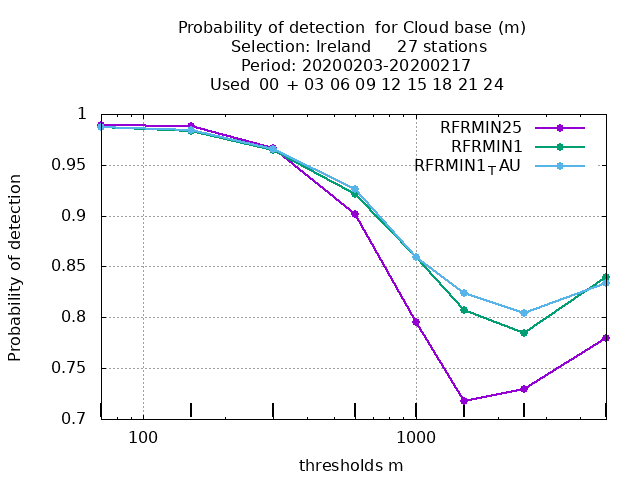 Probability of detection  for Cloud base (m)
Selection: Ireland     27 stations
Period: 20200203-20200217
Used  00 + 03 06 09 12 15 18 21 24
RFRMIN25
RFRMIN1
RFRMIN1TAU
1
0.95
0.9
0.85
0.8
0.75
0.7
Probability of detection
100 1000
thresholds m